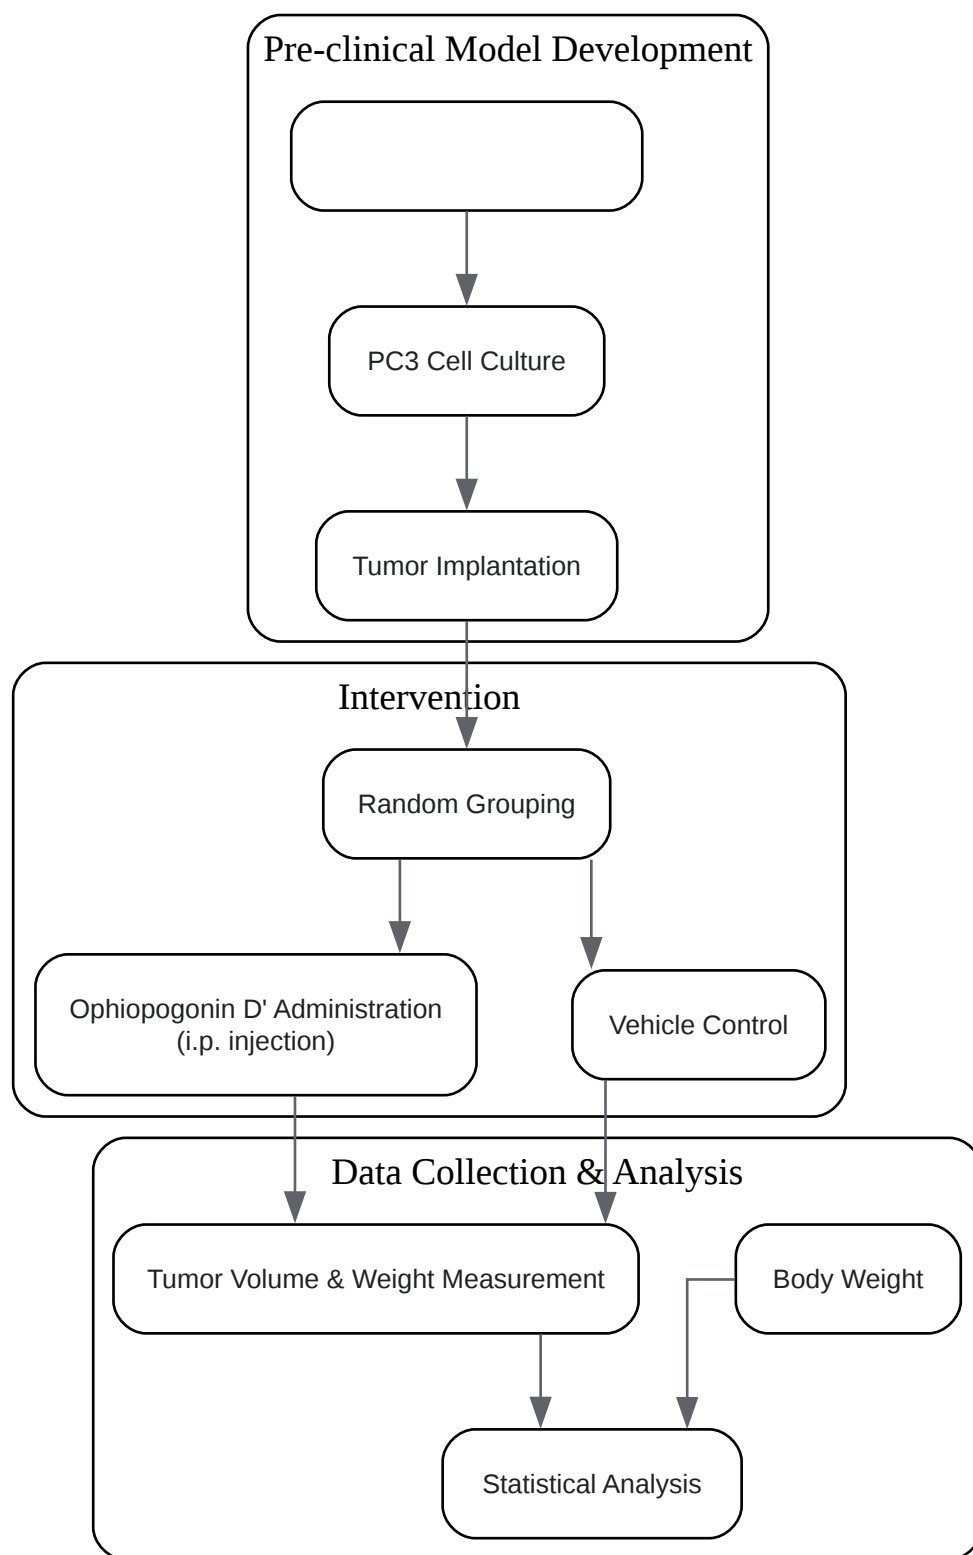 Pre-clinical Model Development
PC3 Cell Culture
Tumor Implantation
Intervention
Random Grouping
Ophiopogonin D' Administration
(i.p. injection)
Vehicle Control
Data Collection & Analysis
Tumor Volume & Weight Measurement
Body Weight
Statistical Analysis